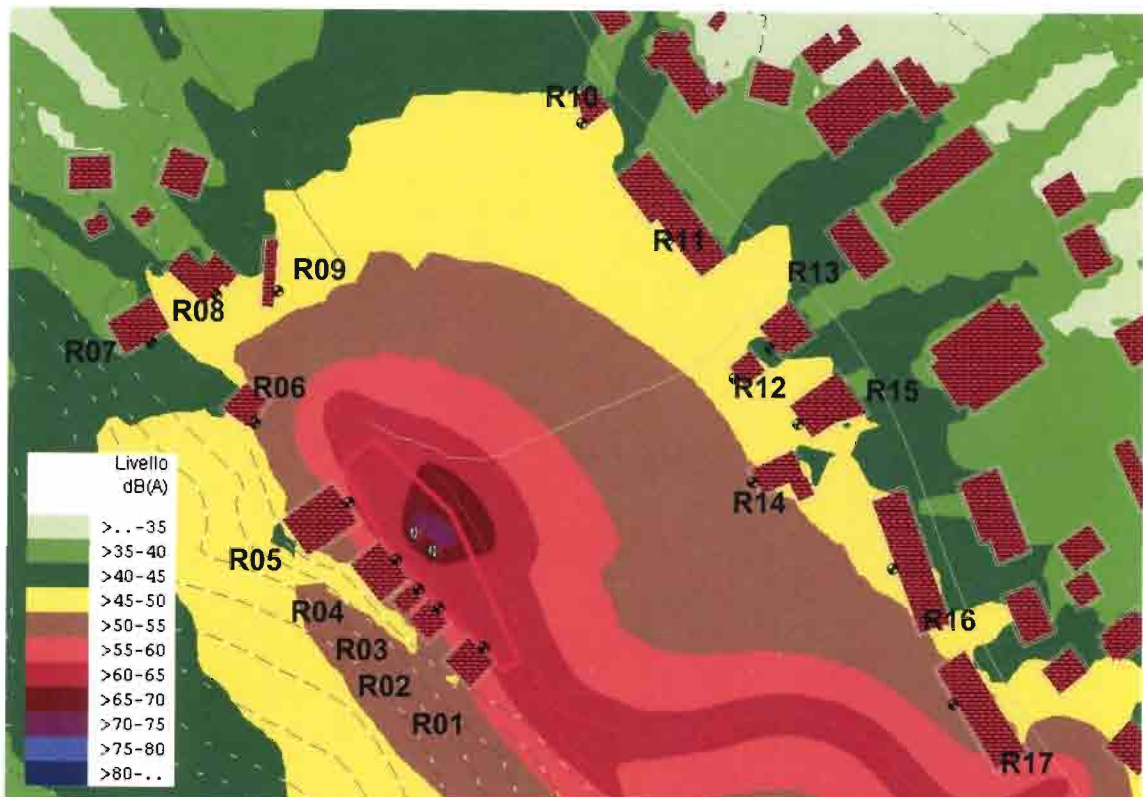 R10
R11
R09
R13
R08
R07
R12
R15
R06
R14
R05
R04
R16
R03
R02
R01
R17
Livello
dB(A)
>..-35
>35-40
>40-45
>45-50
>50-55
>55-60
>60-65
>65-70
>70-75
>75-80
>80-..